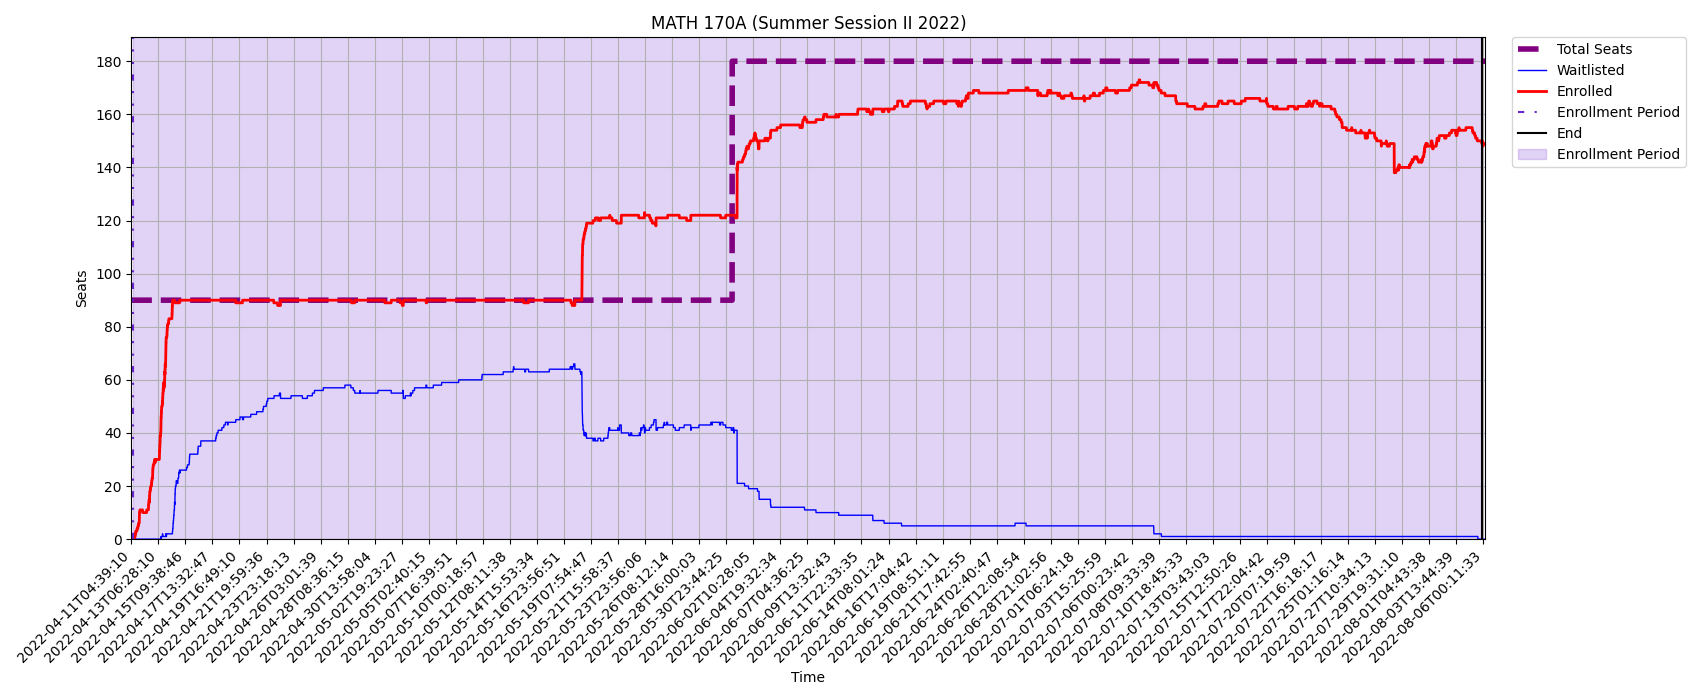 MATH 170A (Summer Session II 2022)
Total Seats
Waitlisted
Enrolled
Enrollment Period
End
Enrollment Period
Seats
180
160
140
120
100
80
60
40
20
0
2022-04-11T04:39:10
2022-04-13T06:28:10
2022-04-15T09:38:46
2022-04-17T13:32:47
2022-04-19T16:49:10
2022-04-21T19:59:36
2022-04-23T23:18:13
2022-04-26T03:01:39
2022-04-28T08:36:15
2022-04-30T13:58:04
2022-05-02T19:23:27
2022-05-05T02:40:15
2022-05-07T16:39:51
2022-05-10T00:18:57
2022-05-12T08:11:38
2022-05-14T15:53:34
2022-05-16T23:56:51
2022-05-19T07:54:47
2022-05-21T15:58:37
2022-05-23T23:56:06
2022-05-26T08:12:14
2022-05-28T16:00:03
2022-05-30T23:44:25
2022-06-02T10:28:05
2022-06-04T19:32:34
2022-06-07T04:36:25
2022-06-09T13:32:43
2022-06-11T22:33:35
2022-06-14T08:01:24
2022-06-16T17:04:42
2022-06-19T08:51:11
2022-06-21T17:42:55
2022-06-24T02:40:47
2022-06-26T12:08:54
2022-06-28T21:02:56
2022-07-01T06:24:18
2022-07-03T15:25:59
2022-07-06T00:23:42
2022-07-08T09:33:39
2022-07-10T18:45:33
2022-07-13T03:43:03
2022-07-15T12:50:26
2022-07-17T22:04:42
2022-07-20T07:19:59
2022-07-22T16:18:17
2022-07-25T01:16:14
2022-07-27T10:34:13
2022-07-29T19:31:10
2022-08-01T04:43:38
2022-08-03T13:44:39
2022-08-06T00:11:33
Time